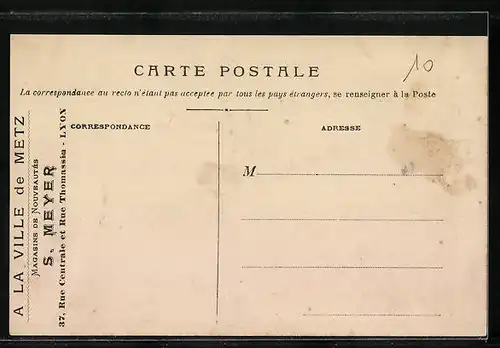 10
CARTE POSTALE
La correspondance au recto n'étant pas acceptée par tous les pays étrangers, se renseigner à la Poste
CORRESPONDANCE
ADRESSE
M
A LA VILLE de METZ
MAGASINS DE NOUVEAUTÉS
S. MEYER
37, Rue Centrale et Rue Thomassin - LYON